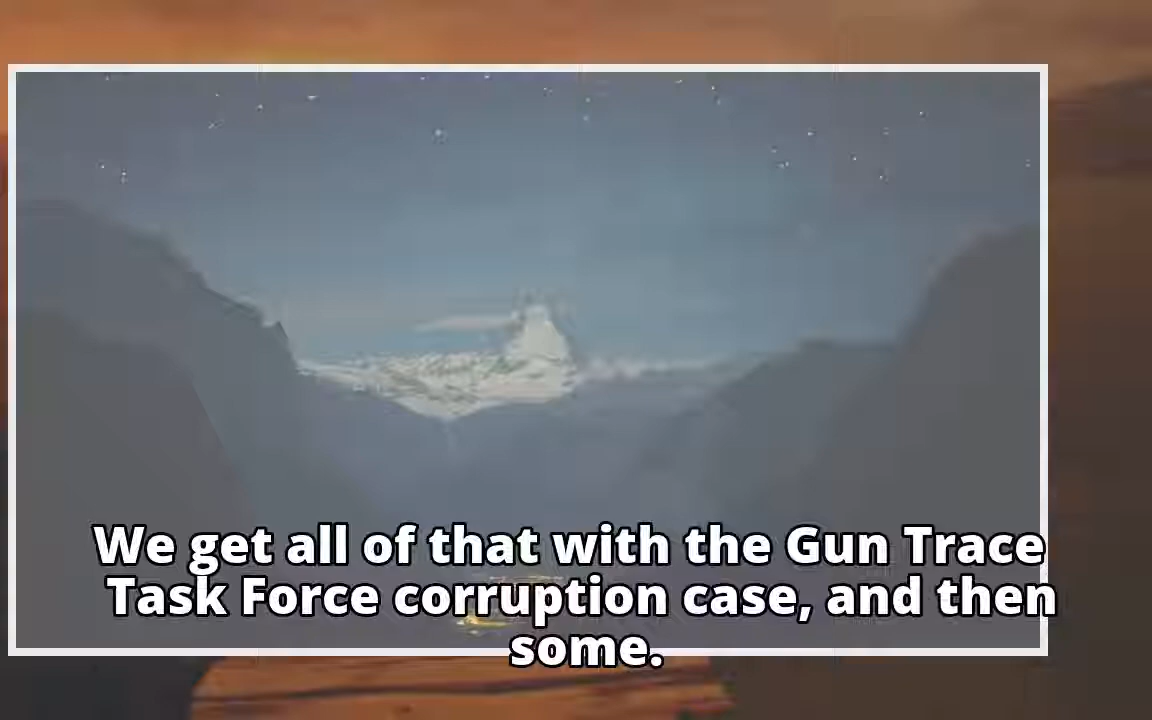 We get all of that with the Gun Trace
Task Force corruption case, and then
some.